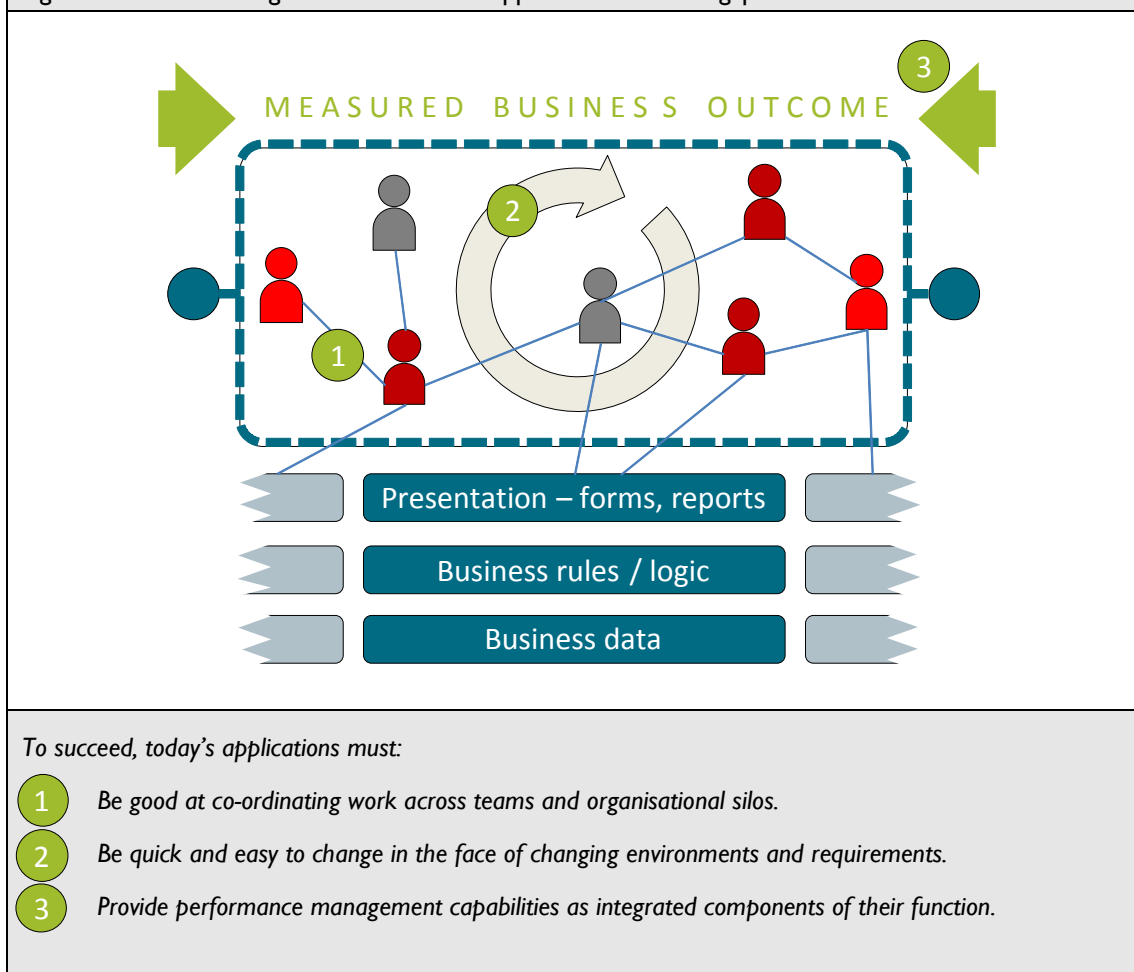 3
MEASURED BUSINESS OUTCOME
2
1
Presentation – forms, reports
Business rules / logic
Business data
To succeed, today's applications must:
1 Be good at co-ordinating work across teams and organisational silos.
2 Be quick and easy to change in the face of changing environments and requirements.
3 Provide performance management capabilities as integrated components of their function.